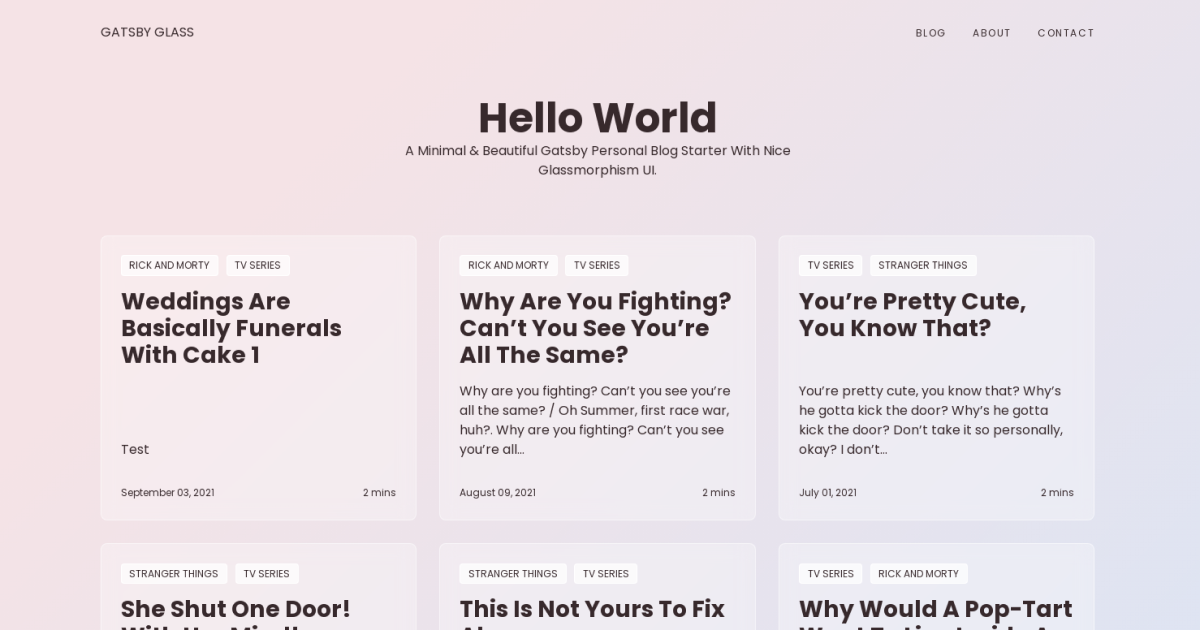 GATSBY GLASS
BLOG ABOUT CONTACT
Hello World
A Minimal & Beautiful Gatsby Personal Blog Starter With Nice
Glassmorphism UI.
RICK AND MORTY TV SERIES
Weddings Are
Basically Funerals
With Cake 1
Test
September 03, 2021 2 mins
RICK AND MORTY TV SERIES
Why Are You Fighting?
Can’t You See You’re
All The Same?
Why are you fighting? Can’t you see you’re
all the same? / Oh Summer, first race war,
huh?. Why are you fighting? Can’t you see
you’re all…
August 09, 2021 2 mins
TV SERIES STRANGER THINGS
You’re Pretty Cute,
You Know That?
You’re pretty cute, you know that? Why’s
he gotta kick the door? Why’s he gotta
kick the door? Don’t take it so personally,
okay? I don’t…
July 01, 2021 2 mins
STRANGER THINGS TV SERIES
She Shut One Door!
STRANGER THINGS TV SERIES
This Is Not Yours To Fix
TV SERIES RICK AND MORTY
Why Would A Pop-Tart